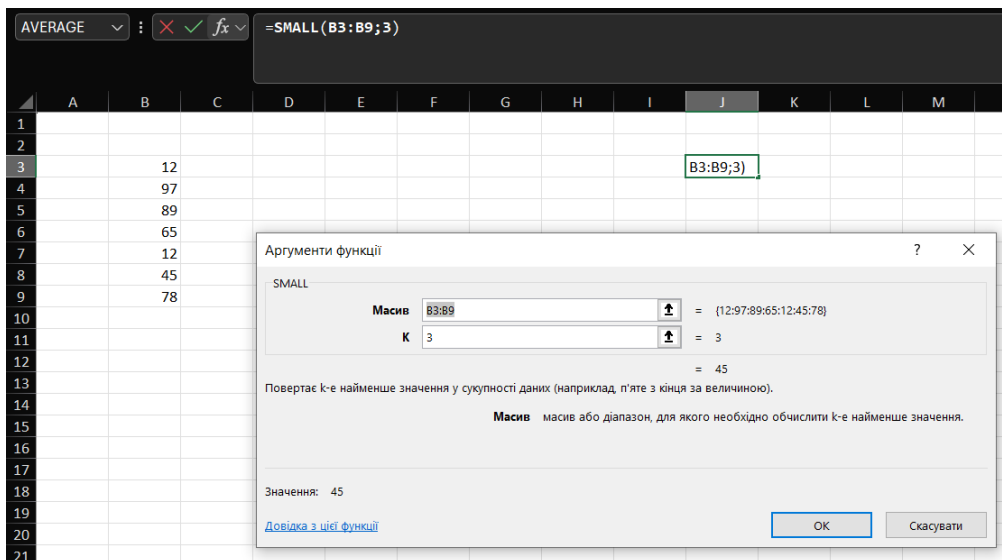 AVERAGE fx =SMALL(B3:B9;3)
A B C D E F G H I J K L M
1
2
3 12 B3:B9;3)
4 97
5 89
6 65
7 12
8 45
9 78
10
11
12
13
14
15
16
17
18
19
20
21
Аргументи функції ? ×
SMALL
Масив B3:B9 = {12:97:89:65:12:45:78}
К 3 = 3
= 45
Повертає k-е найменше значення у сукупності даних (наприклад, п'яте з кінця за величиною).
Масив масив або діапазон, для якого необхідно обчислити k-е найменше значення.
Значення: 45
Довідка з цієї функції ОК Скасувати